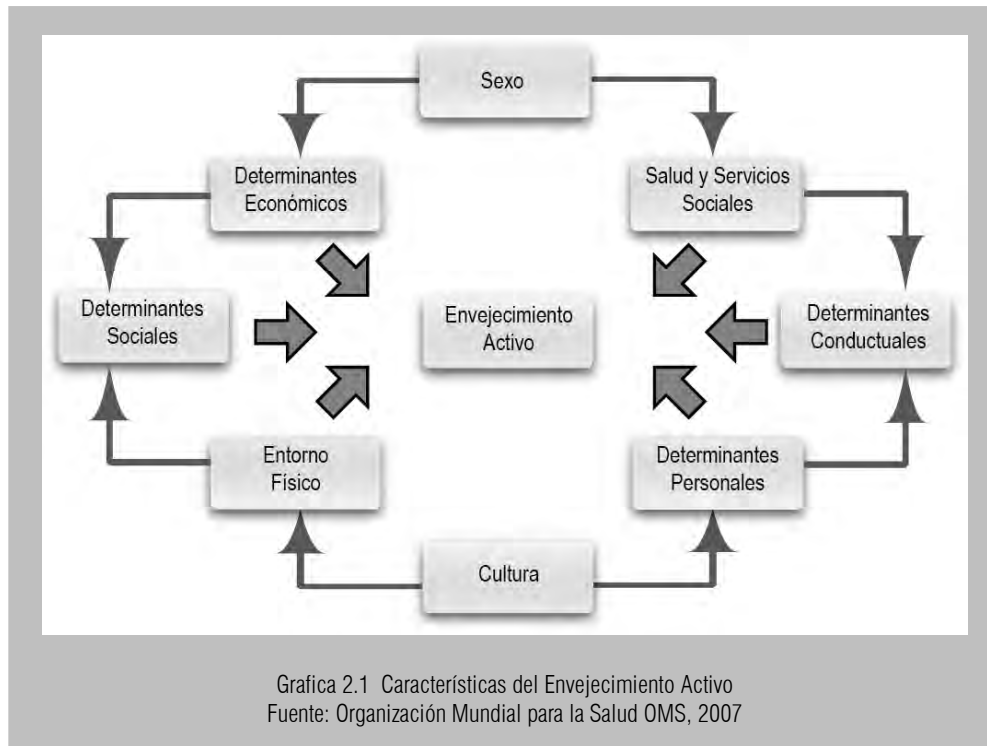 Sexo
Determinantes
Económicos
Salud y Servicios
Sociales
Determinantes
Sociales
Envejecimiento
Activo
Determinantes
Conductuales
Entorno
Físico
Determinantes
Personales
Cultura
Grafica 2.1 Características del Envejecimiento Activo
Fuente: Organización Mundial para la Salud OMS, 2007